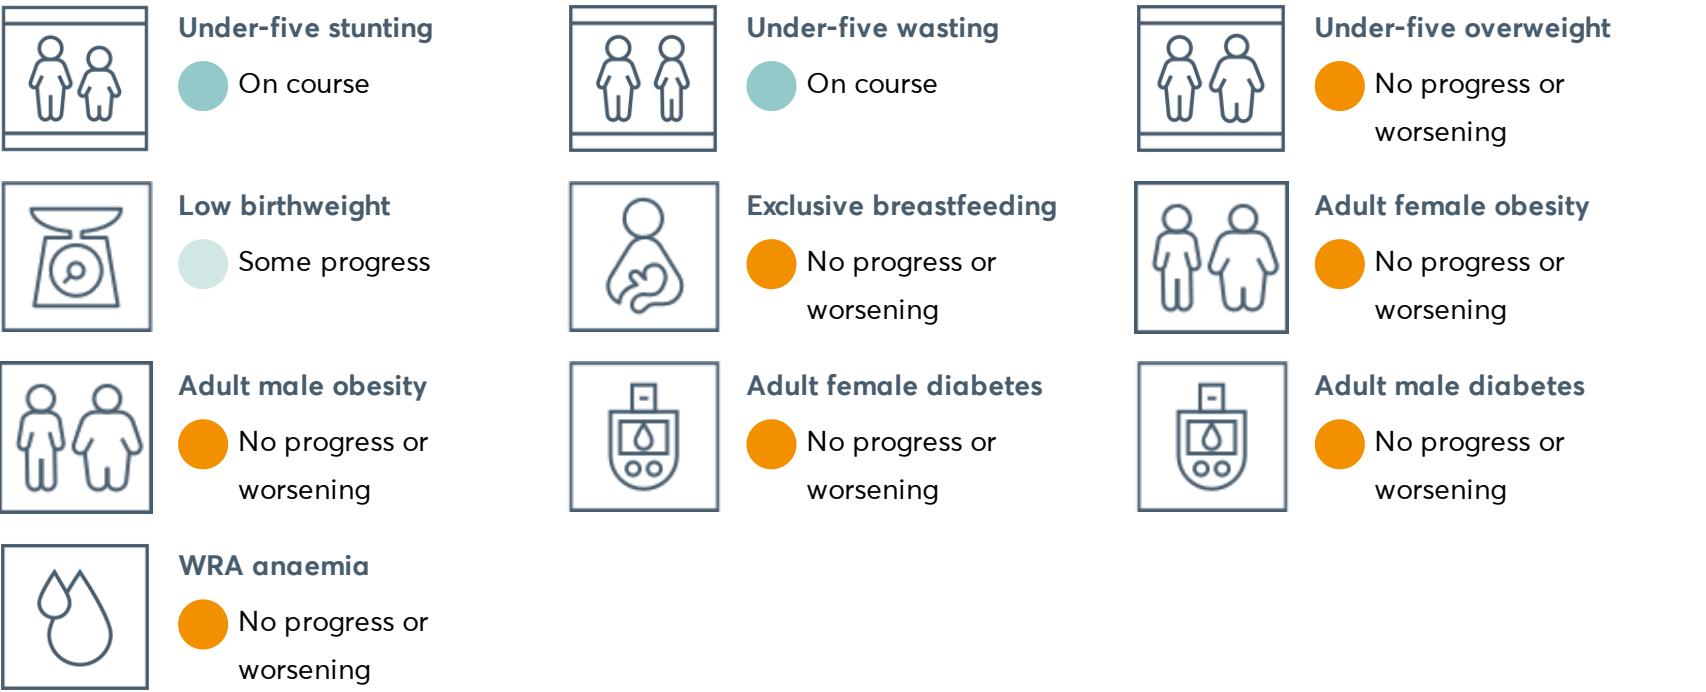 Under-five stunting
On course
Under-five wasting
On course
Under-five overweight
No progress or
worsening
Low birthweight
Some progress
Exclusive breastfeeding
No progress or
worsening
Adult female obesity
No progress or
worsening
Adult male obesity
No progress or
worsening
Adult female diabetes
No progress or
worsening
Adult male diabetes
No progress or
worsening
WRA anaemia
No progress or
worsening